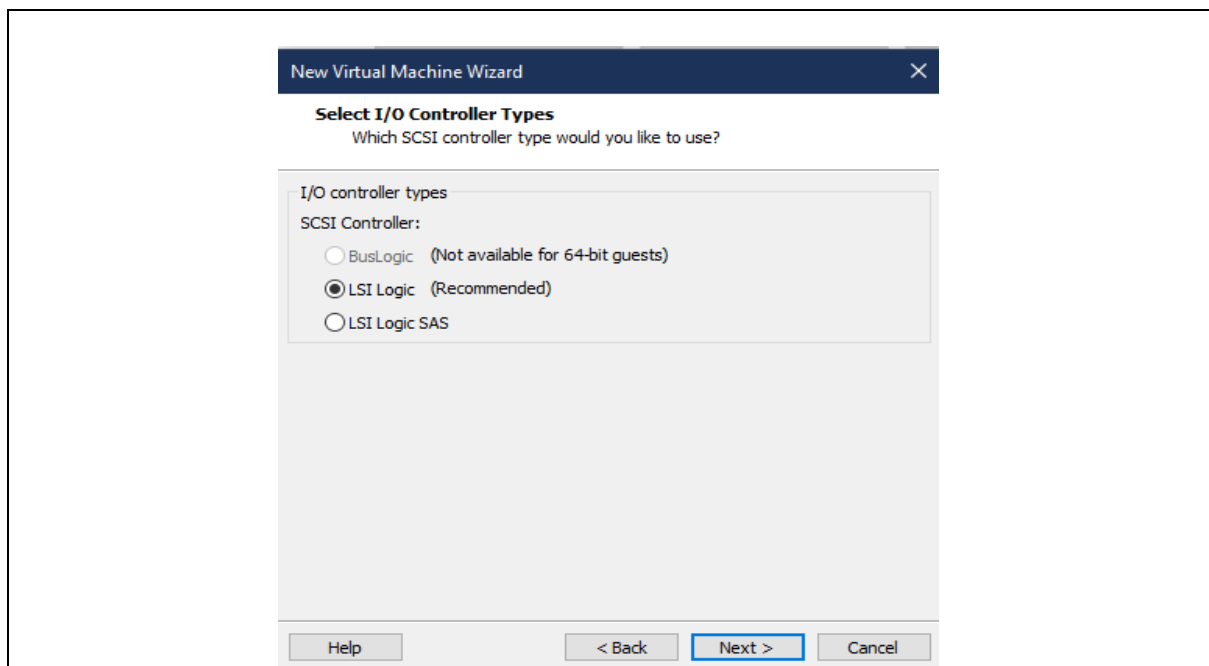 New Virtual Machine Wizard
Select I/O Controller Types
Which SCSI controller type would you like to use?
I/O controller types
SCSI Controller:
BusLogic (Not available for 64-bit guests)
LSI Logic (Recommended)
LSI Logic SAS
Help < Back Next > Cancel